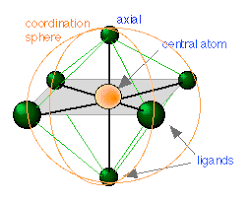 coordination
sphere
axial
central atom
ligands